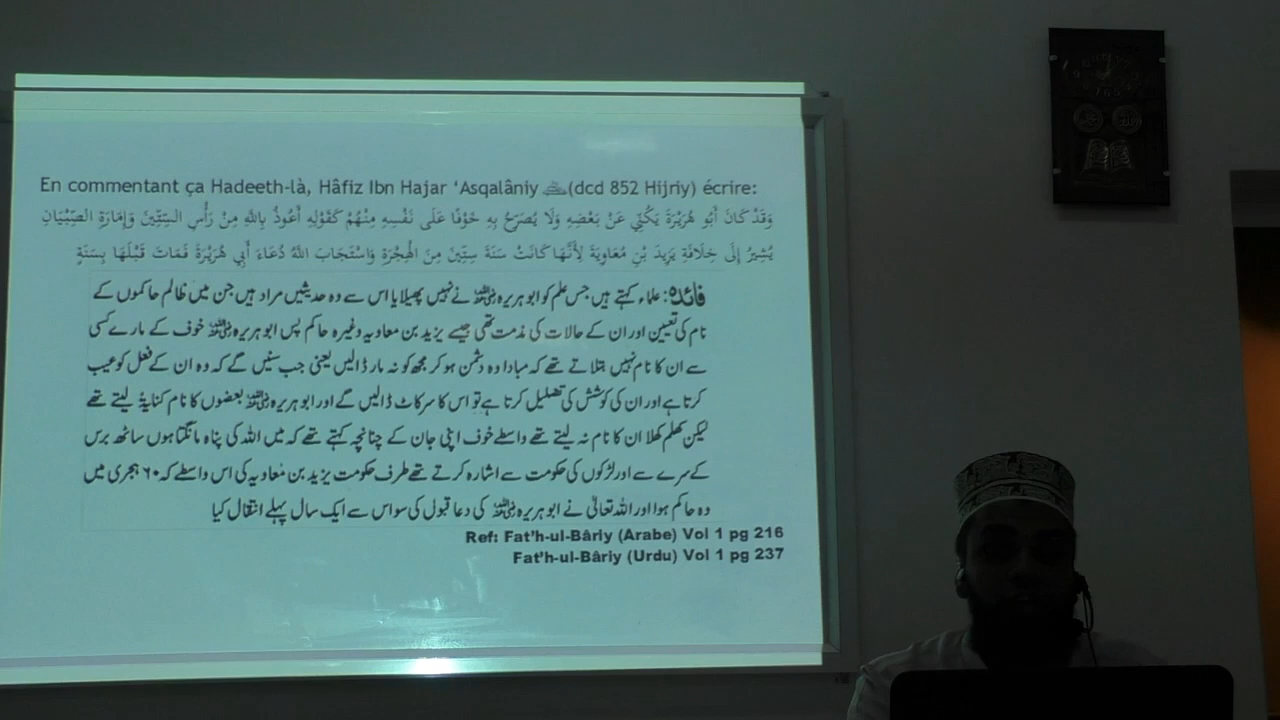 En commentant ça Hadeeth-là, Hâfiz Ibn Hajar ‘Asqalâniy (dcd 852 Hijriy) écrire:
وَقَدْ كَانَ أَبُو هُرَيْرَةَ يَكُنِّي عَنْ بَعْضِهِ وَلَا يُصَرِّحُ بِهِ خَوْفًا عَلَى نَفْسِهِ مِنْهُمْ كَقَوْلِهِ أَعُوذُ بِاللَّهِ مِنْ رَأْسِ السِّتِّينَ وَإِمَارَةِ الصِّبْيَانِ
يُشِيرُ إِلَى خِلَافَةِ يَزِيدَ بْنِ مُعَاوِيَةَ لِأَنَّهَا كَانَتْ سَنَةَ سِتِّينَ مِنَ الْهِجْرَةِ وَاسْتَجَابَ اللَّهُ دُعَاءَ أَبِي هُرَيْرَةَ فَمَاتَ قَبْلَهَا بِسَنَةٍ
فائدہ: علماء کہتے ہیں جس علم کو ابو ہریرہ رضی اللہ عنہ نے نہیں پھیلایا اس سے وہ حدیثیں مراد ہیں جن میں ظالم حاکموں کے
نام کی تعیین اور ان کے حالات کی مذمت تھی جیسے یزید بن معاویہ وغیرہ حاکم پس ابو ہریرہ رضی اللہ عنہ خوف کے مارے کسی
سے ان کا نام نہیں بتلاتے تھے کہ مبادا وہ دشمن ہو کر مجھ کو نہ مار ڈالیں یعنی جب سنیں گے کہ وہ ان کے فعل کو عیب
کرتا ہے اور ان کی کوشش کی تضلیل کرتا ہے تو اس کا سر کاٹ ڈالیں گے اور ابو ہریرہ رضی اللہ عنہ بعضوں کا نام کنایۃً لیتے تھے
لیکن کھلم کھلا ان کا نام نہ لیتے تھے واسطے خوف اپنی جان کے چنانچہ کہتے تھے کہ میں اللہ کی پناہ مانگتا ہوں ساٹھ برس
کے سرے سے اور لڑکوں کی حکومت سے اشارہ کرتے تھے طرف حکومت یزید بن معاویہ کی اس واسطے کہ ۶۰ ہجری میں
وہ حاکم ہوا اور اللہ تعالیٰ نے ابو ہریرہ رضی اللہ عنہ کی دعا قبول کی سو اس سے ایک سال پہلے انتقال کیا
Ref: Fat’h-ul-Bâriy (Arabe) Vol 1 pg 216
Fat’h-ul-Bâriy (Urdu) Vol 1 pg 237